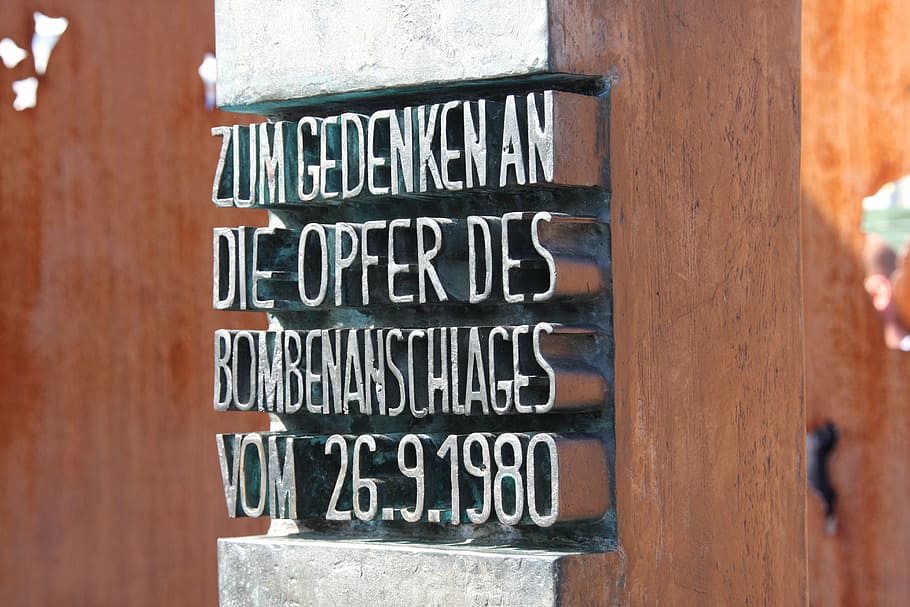 ZUM GEDENKEN AN
DIE OPFER DES
BOMBENANSCHLAGES
VOM 26.9.1980